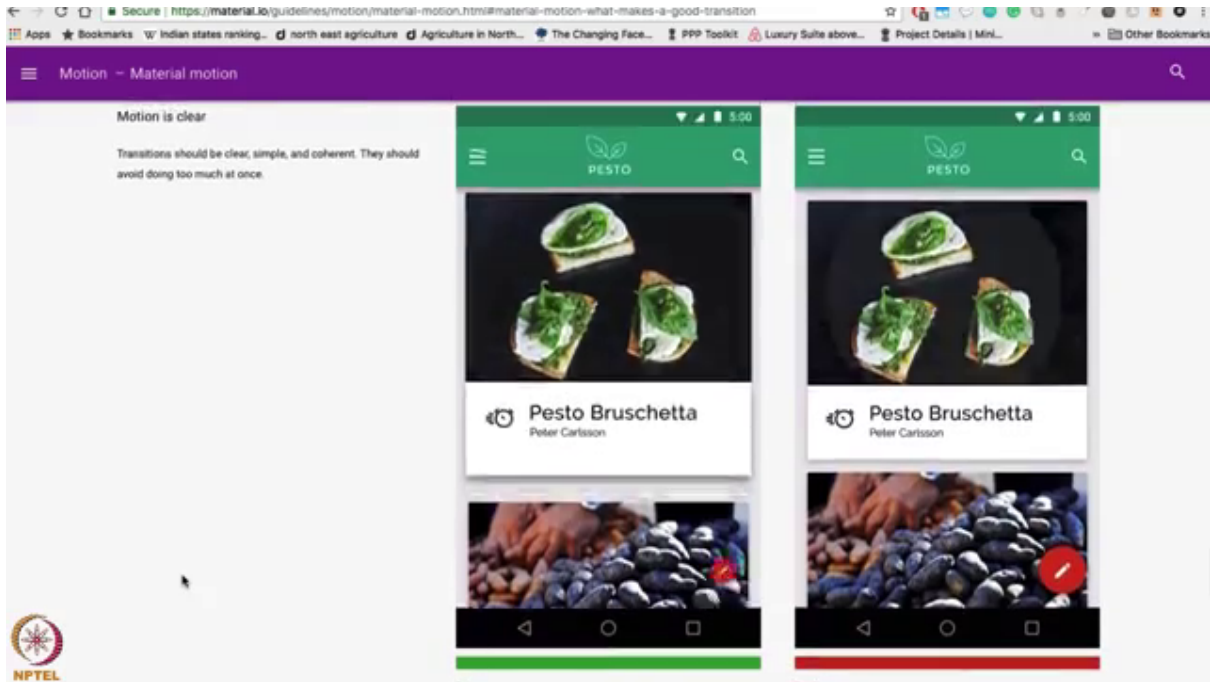 Secure | https://material.io/guidelines/motion/material-motion.html#material-motion-what-makes-a-good-transition
Apps Bookmarks Indian states ranking... north east agriculture Agriculture in North... The Changing Face... PPP Toolkit Luxury Suite above... Project Details | Mini... » Other Bookmarks
Motion – Material motion
Motion is clear
Transitions should be clear, simple, and coherent. They should
avoid doing too much at once.
5:00
PESTO
Pesto Bruschetta
Peter Carlsson
5:00
PESTO
Pesto Bruschetta
Peter Carlsson
NPTEL